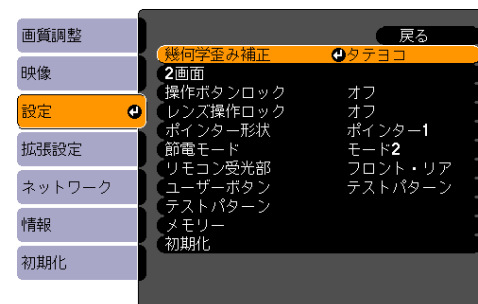 画質調整
映像
設定
拡張設定
ネットワーク
情報
初期化
戻る
幾何学歪み補正 タテヨコ
2画面
操作ボタンロック オフ
レンズ操作ロック オフ
ポインター形状 ポインター1
節電モード モード2
リモコン受光部 フロント・リア
ユーザーボタン テストパターン
テストパターン
メモリー
初期化